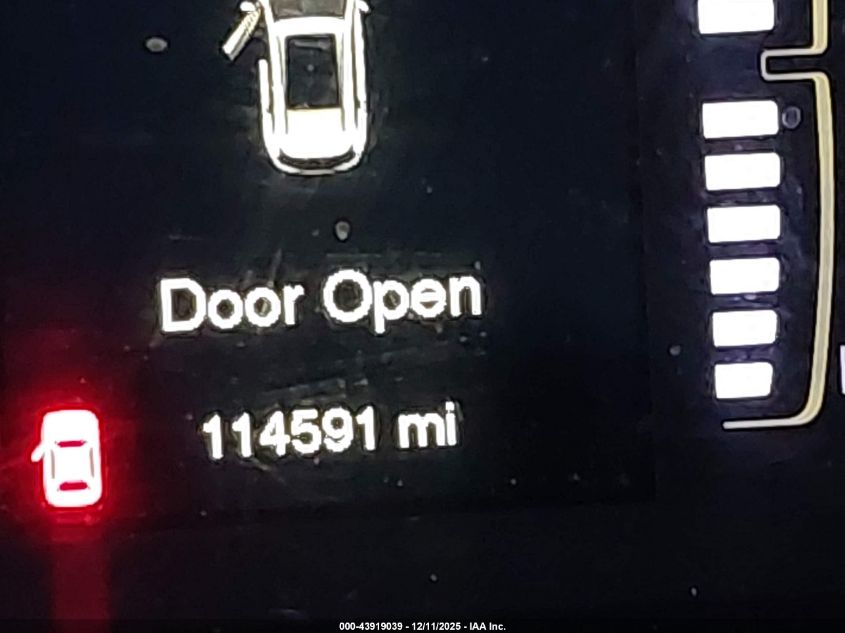 Door Open
114591 mi
000-43919039 - 12/11/2025 - IAA Inc.